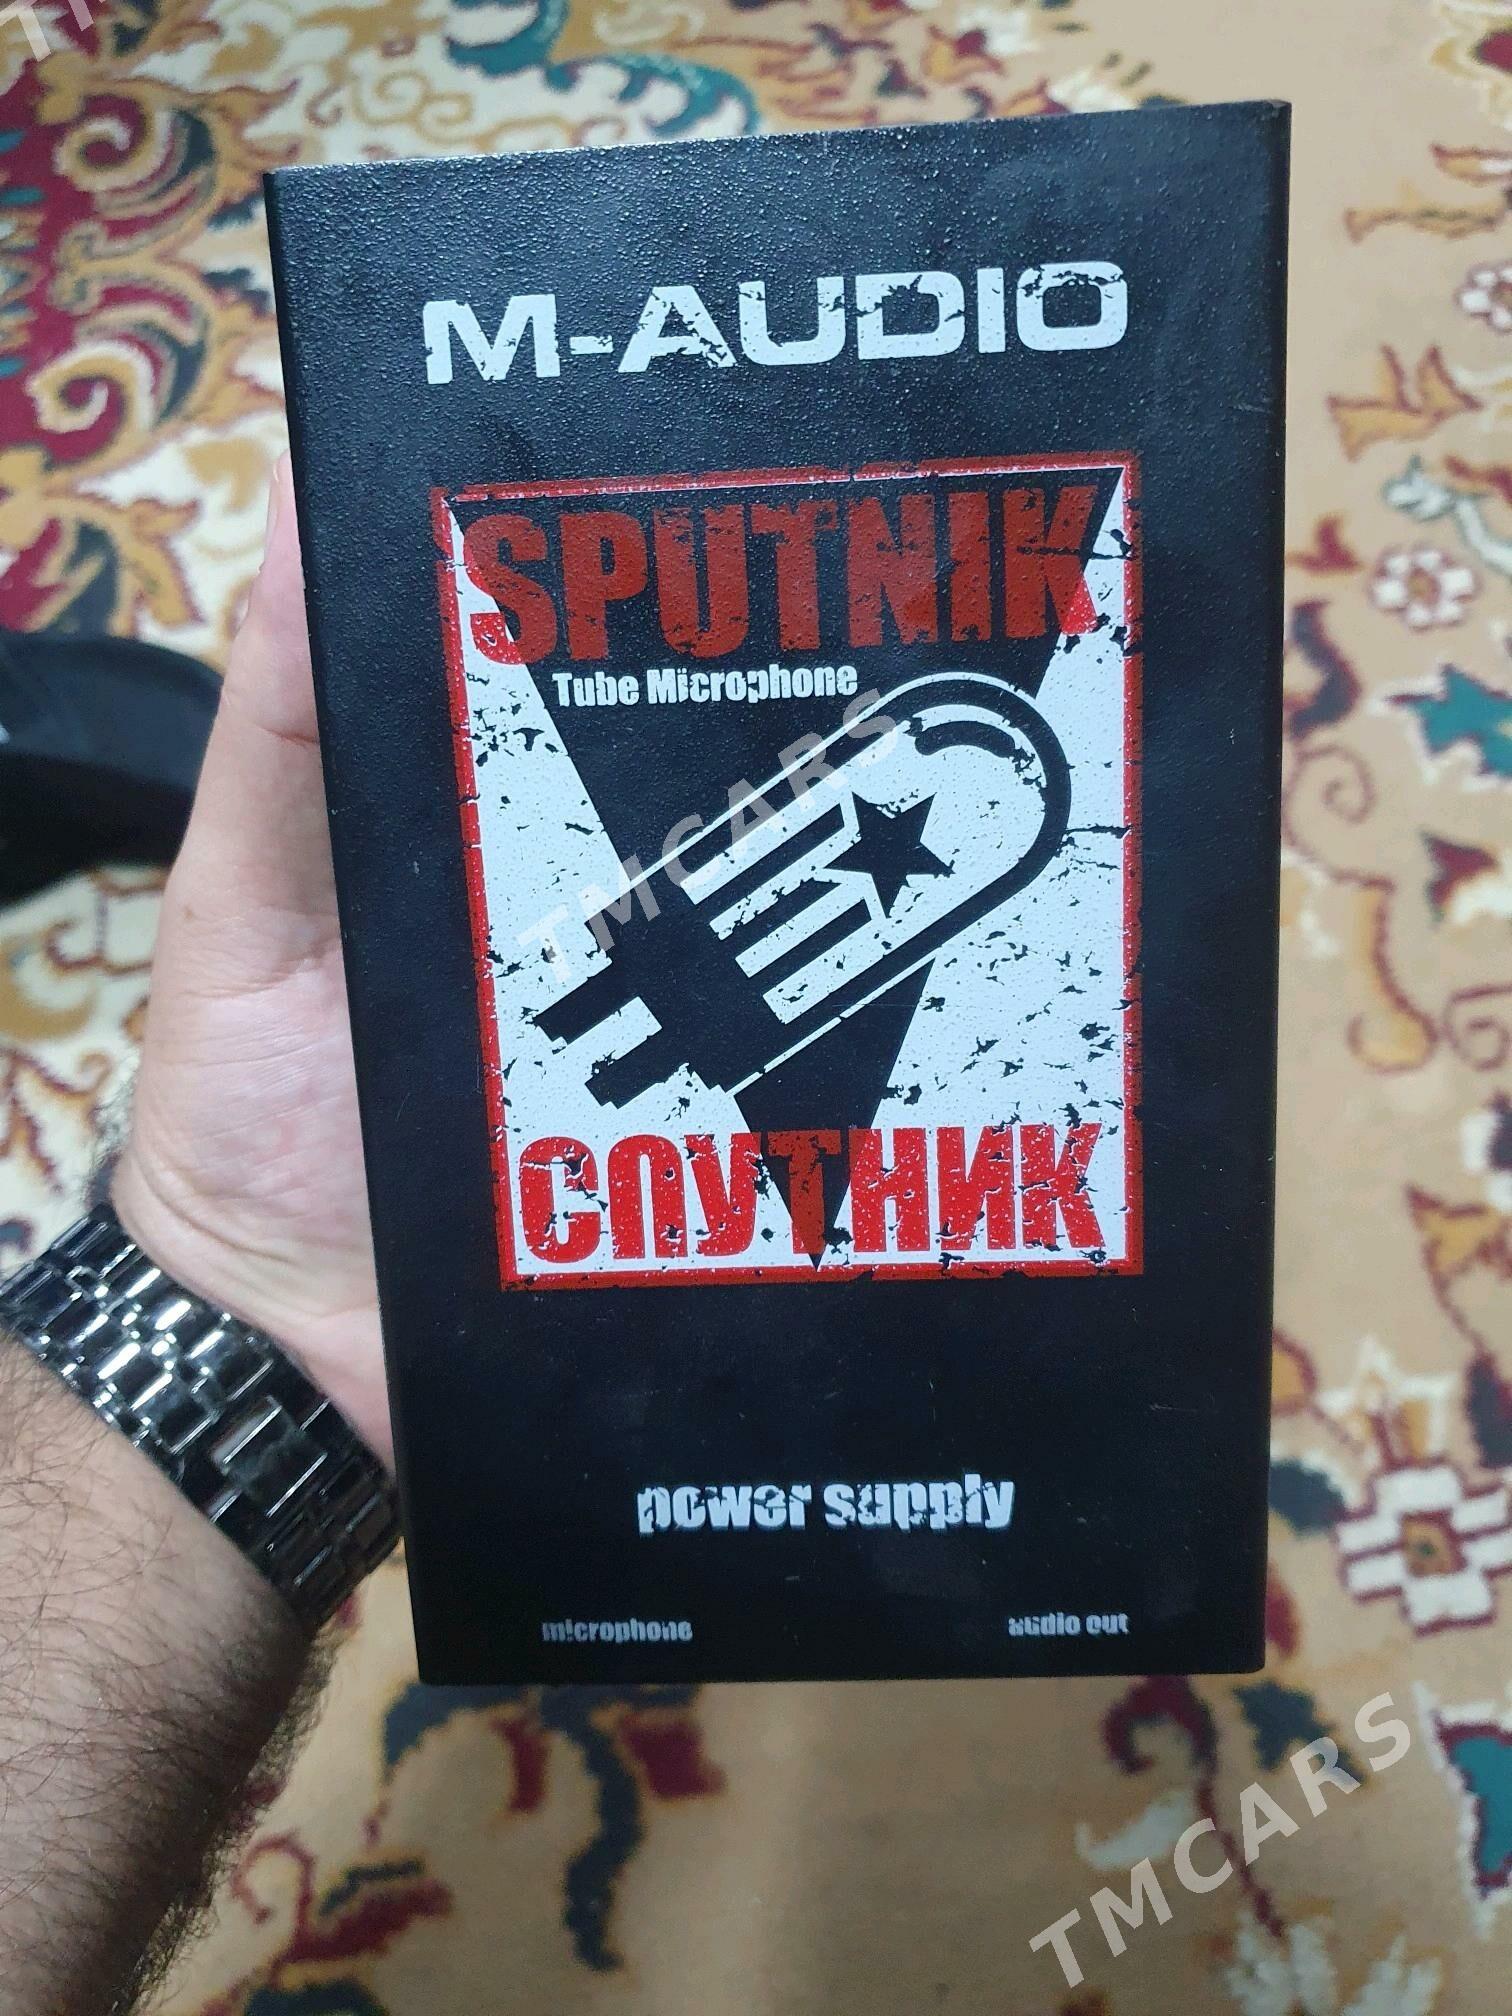 M-AUDIO
SPUTNIK
Tube Microphone
TMCARS
СПУТНИК
power supply
microphone
audio out
TMCARS